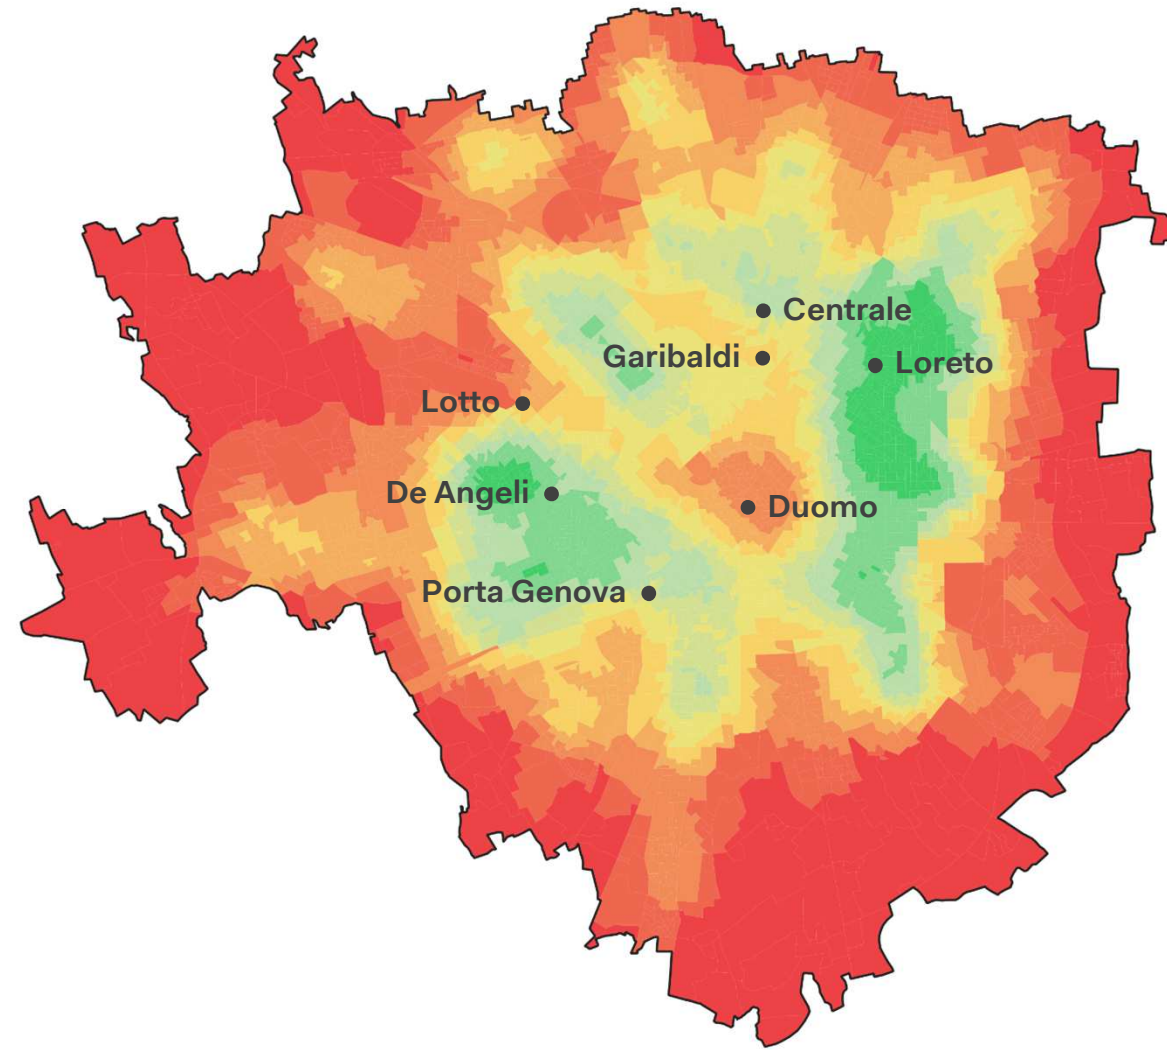 Centrale
Garibaldi
Loreto
Lotto
De Angeli
Duomo
Porta Genova